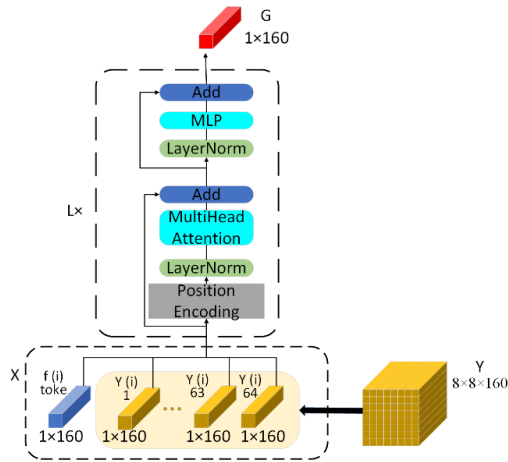 G
1×160
Add
MLP
LayerNorm
Add
L×
MultiHead
Attention
LayerNorm
Position
Encoding
X
f (i)
toke
Y (i)
1
Y (i)
63
Y (i)
64
...
1×160
1×160
1×160
1×160
Y
8×8×160